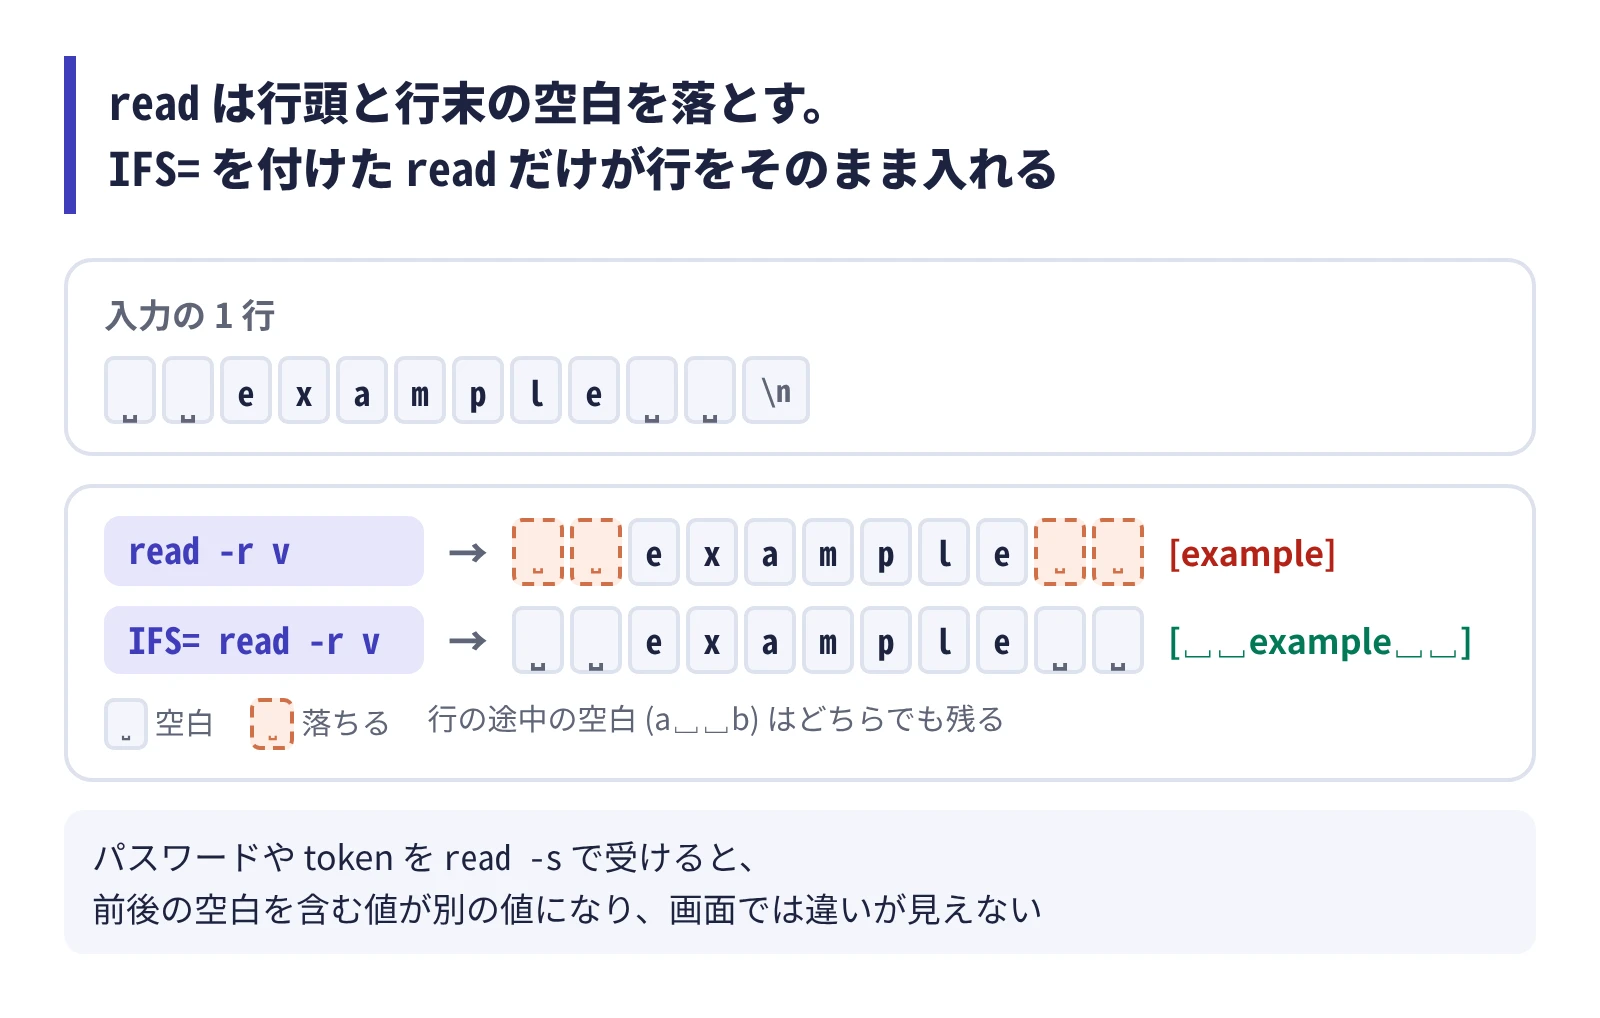 read は行頭と行末の空白を落とす。
IFS= を付けた read だけが行をそのまま入れる
入力の 1 行
␣ ␣ e x a m p l e ␣ ␣ \n
read -r v → ␣ ␣ e x a m p l e ␣ ␣ [example]
IFS= read -r v → ␣ ␣ e x a m p l e ␣ ␣ [␣␣example␣␣]
␣ 空白 ␣ 落ちる 行の途中の空白 (a␣␣b) はどちらでも残る
パスワードや token を read -s で受けると、
前後の空白を含む値が別の値になり、画面では違いが見えない